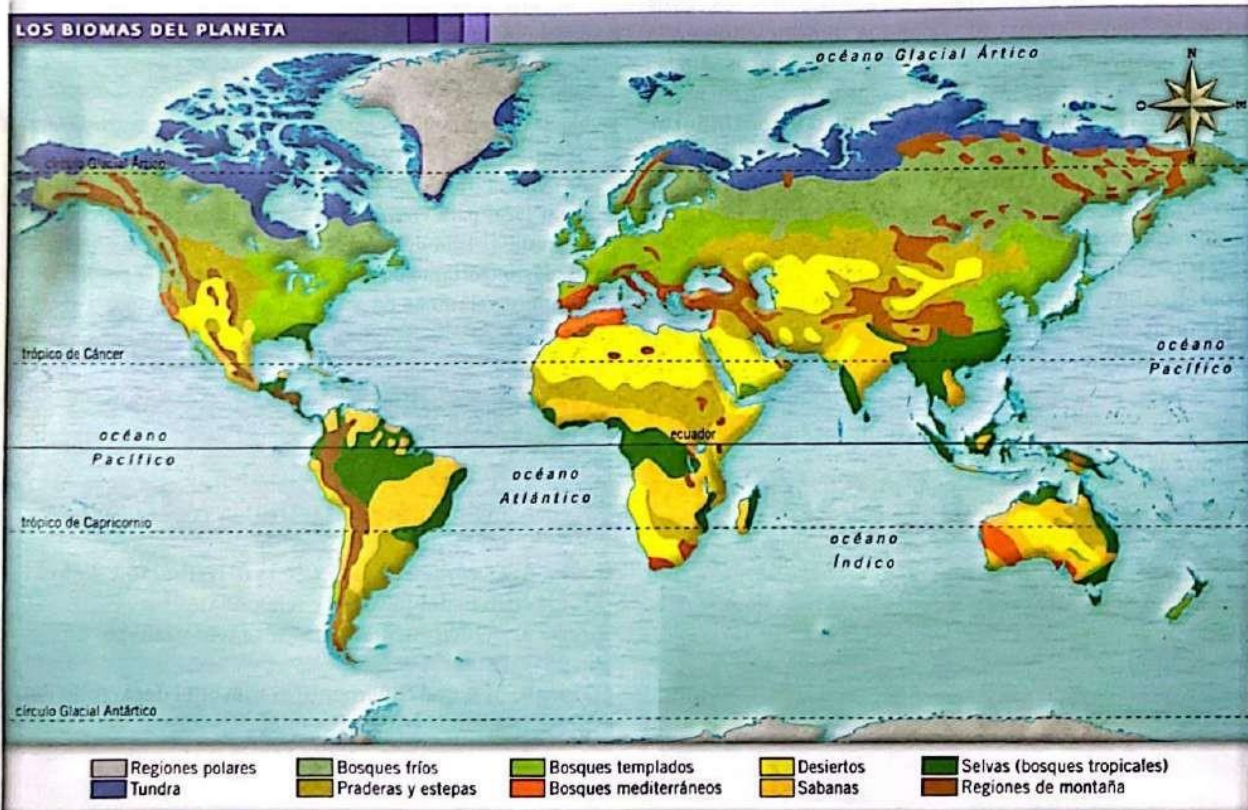 LOS BIOMAS DEL PLANETA
océano Glacial Ártico
N
O
E
S
círculo Glacial Ártico
trópico de Cáncer
océano
Pacífico
océano
Pacífico
ecuador
océano
Atlántico
trópico de Capricornio
océano
Índico
círculo Glacial Antártico
Regiones polares
Bosques fríos
Bosques templados
Desiertos
Selvas (bosques tropicales)
Tundra
Praderas y estepas
Bosques mediterráneos
Sabanas
Regiones de montaña